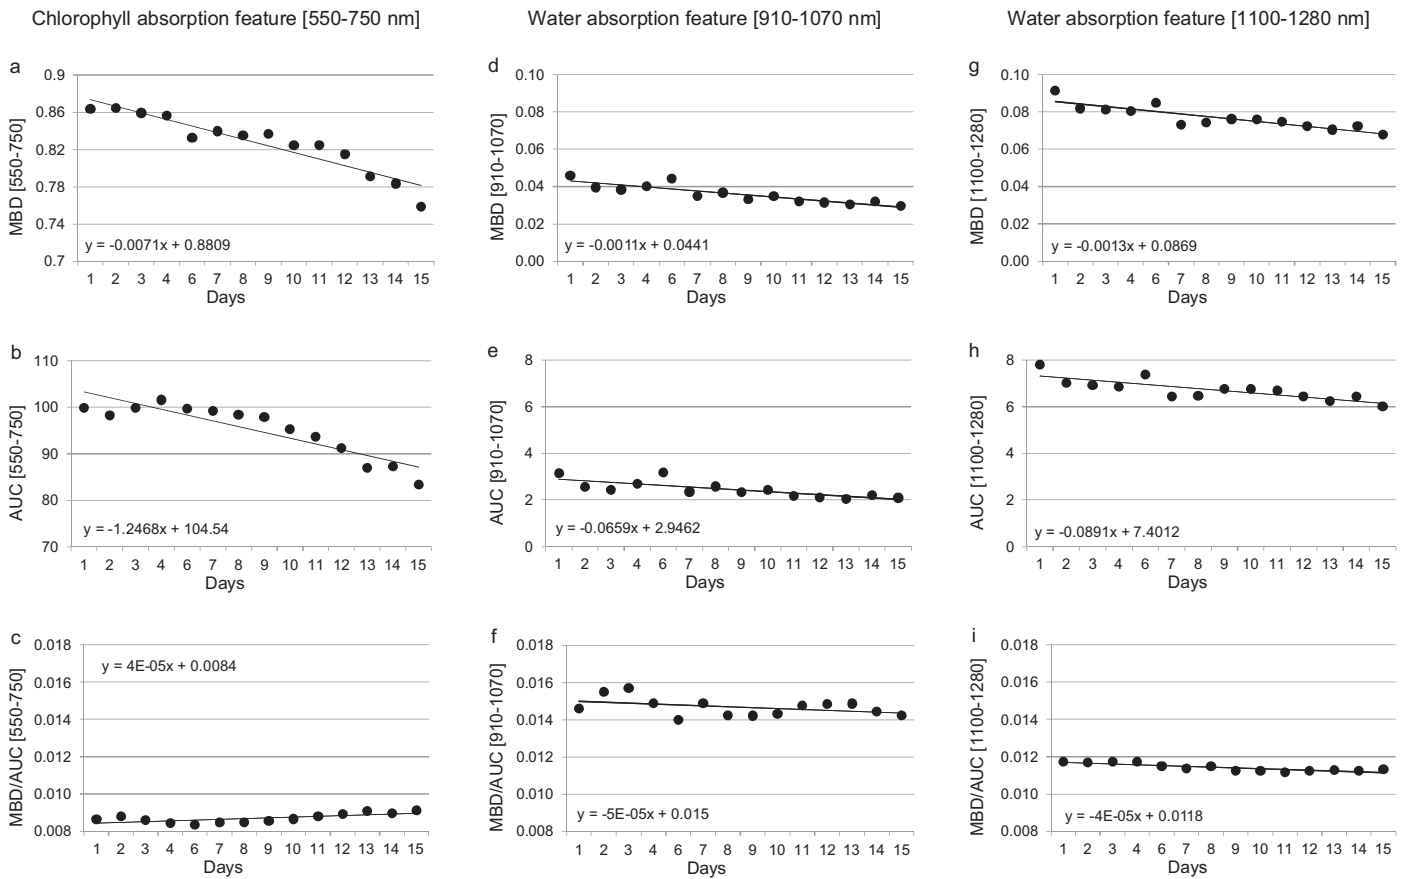 Chlorophyll absorption feature [550-750 nm]
Water absorption feature [910-1070 nm]
Water absorption feature [1100-1280 nm]
a
MBD [550-750]
0.9
0.86
0.82
0.78
0.74
0.7
y = -0.0071x + 0.8809
1 2 3 4 6 7 8 9 10 11 12 13 14 15
Days
d
MBD [910-1070]
0.10
0.08
0.06
0.04
0.02
0.00
y = -0.0011x + 0.0441
1 2 3 4 6 7 8 9 10 11 12 13 14 15
Days
g
MBD [1100-1280]
0.10
0.08
0.06
0.04
0.02
0.00
y = -0.0013x + 0.0869
1 2 3 4 6 7 8 9 10 11 12 13 14 15
Days
b
AUC [550-750]
110
100
90
80
70
y = -1.2468x + 104.54
1 2 3 4 6 7 8 9 10 11 12 13 14 15
Days
e
AUC [910-1070]
8
6
4
2
0
y = -0.0659x + 2.9462
1 2 3 4 6 7 8 9 10 11 12 13 14 15
Days
h
AUC [1100-1280]
8
6
4
2
0
y = -0.0891x + 7.4012
1 2 3 4 6 7 8 9 10 11 12 13 14 15
Days
c
MBD/AUC [550-750]
0.018
0.016
0.014
0.012
0.010
0.008
y = 4E-05x + 0.0084
1 2 3 4 6 7 8 9 10 11 12 13 14 15
Days
f
MBD/AUC [910-1070]
0.018
0.016
0.014
0.012
0.010
0.008
y = -5E-05x + 0.015
1 2 3 4 6 7 8 9 10 11 12 13 14 15
Days
i
MBD/AUC [1100-1280]
0.018
0.016
0.014
0.012
0.010
0.008
y = -4E-05x + 0.0118
1 2 3 4 6 7 8 9 10 11 12 13 14 15
Days